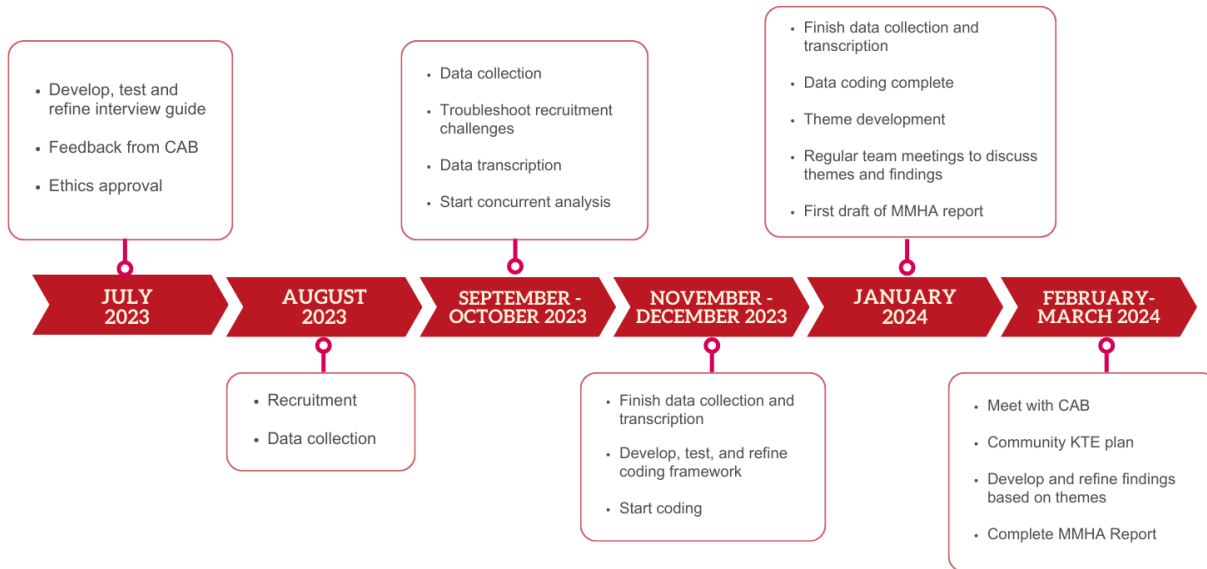 • Develop, test and
refine interview guide
• Feedback from CAB
• Ethics approval
• Data collection
• Troubleshoot recruitment
challenges
• Data transcription
• Start concurrent analysis
• Finish data collection and
transcription
• Data coding complete
• Theme development
• Regular team meetings to discuss
themes and findings
• First draft of MMHA report
JULY
2023
AUGUST
2023
SEPTEMBER -
OCTOBER 2023
NOVEMBER -
DECEMBER 2023
JANUARY
2024
FEBRUARY-
MARCH 2024
• Recruitment
• Data collection
• Finish data collection and
transcription
• Develop, test, and refine
coding framework
• Start coding
• Meet with CAB
• Community KTE plan
• Develop and refine findings
based on themes
• Complete MMHA Report